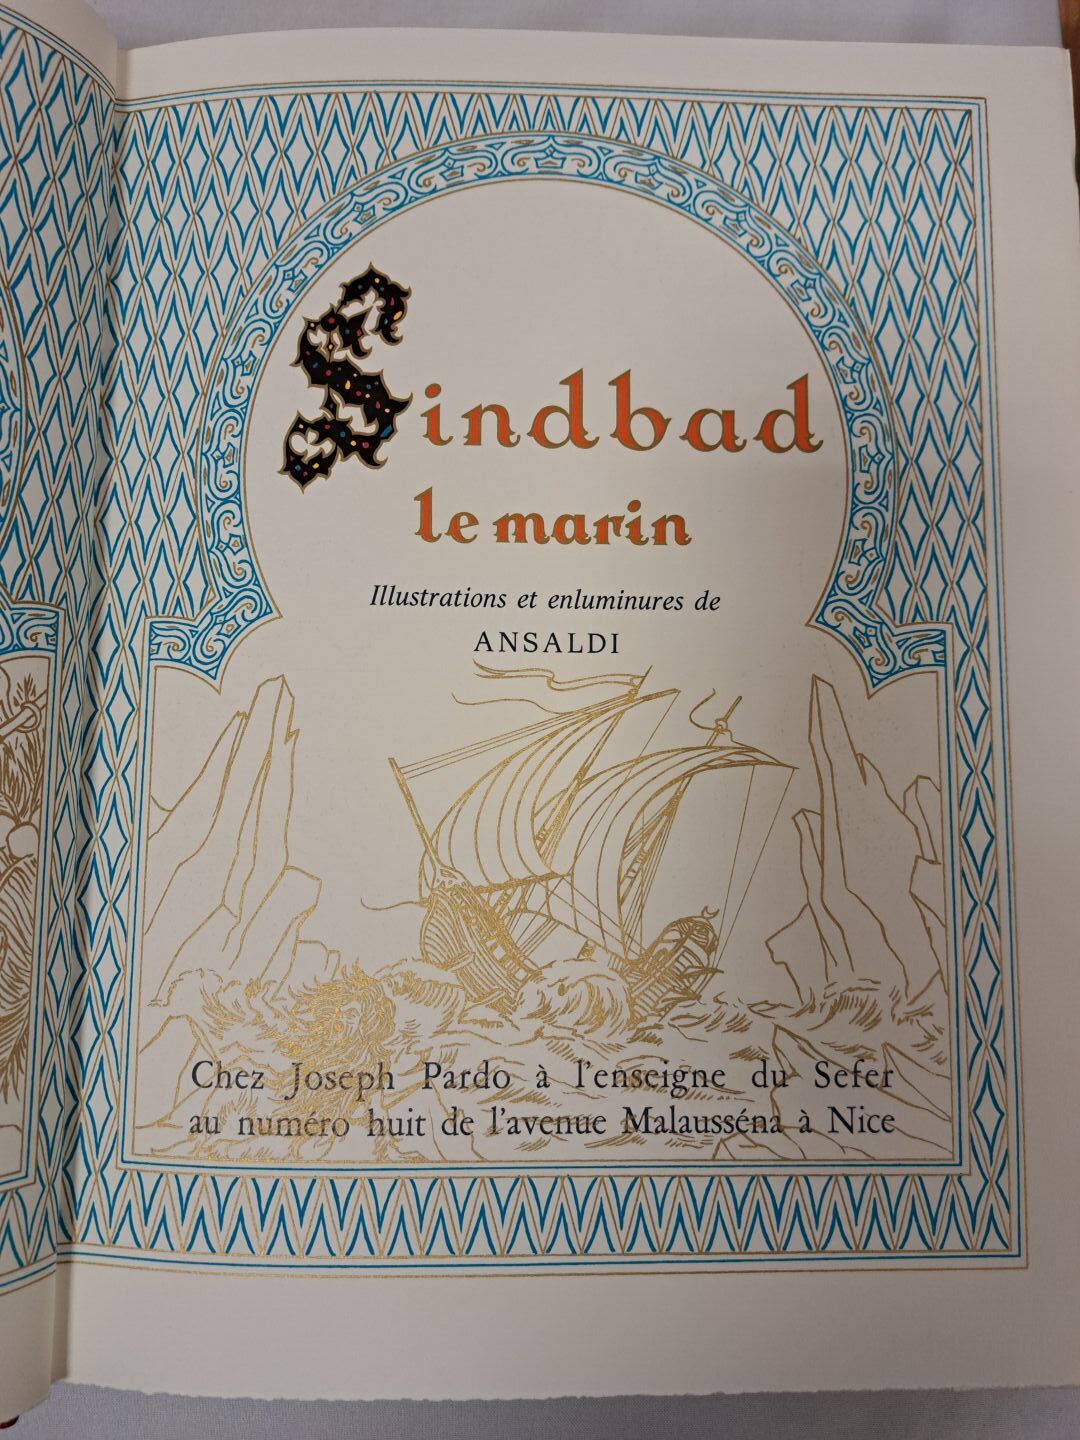 Sindbad
le marin
Illustrations et enluminures de
ANSALDI
Chez Joseph Pardo à l'enseigne du Sefer
au numéro huit de l'avenue Malausséna à Nice